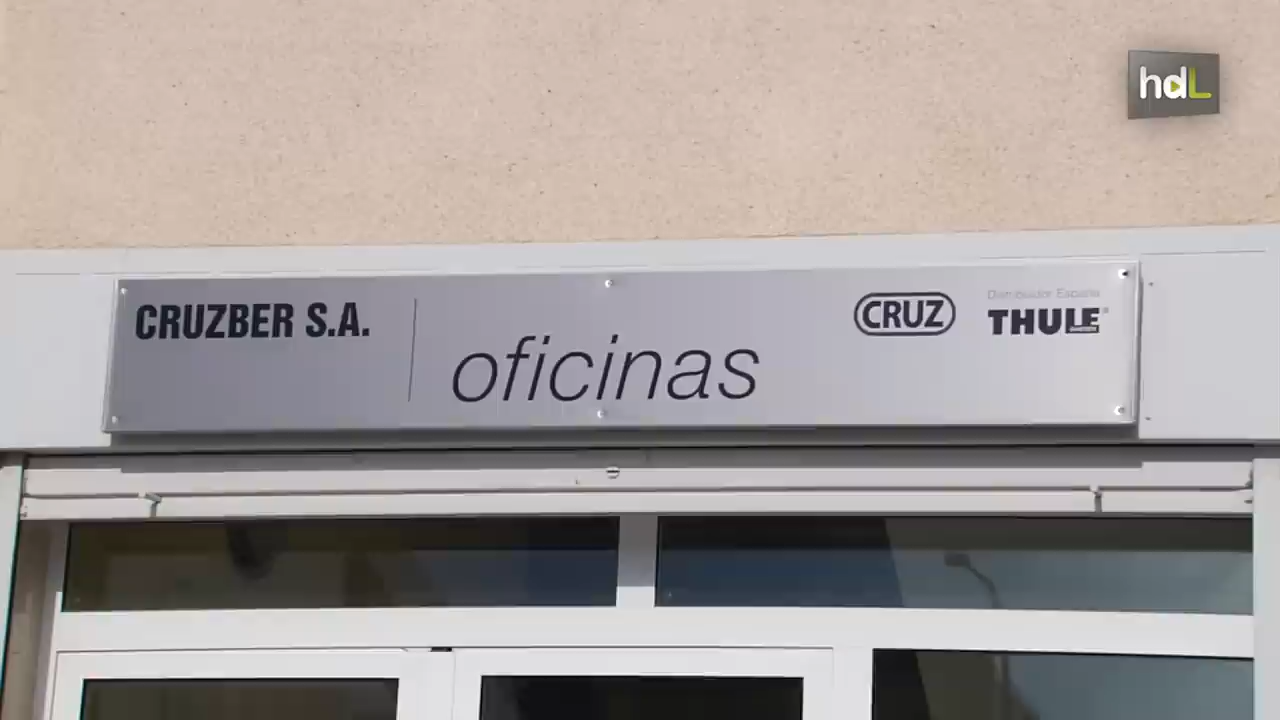 hdL
CRUZBER S.A.
oficinas
CRUZ
Distribuidor España
THULE